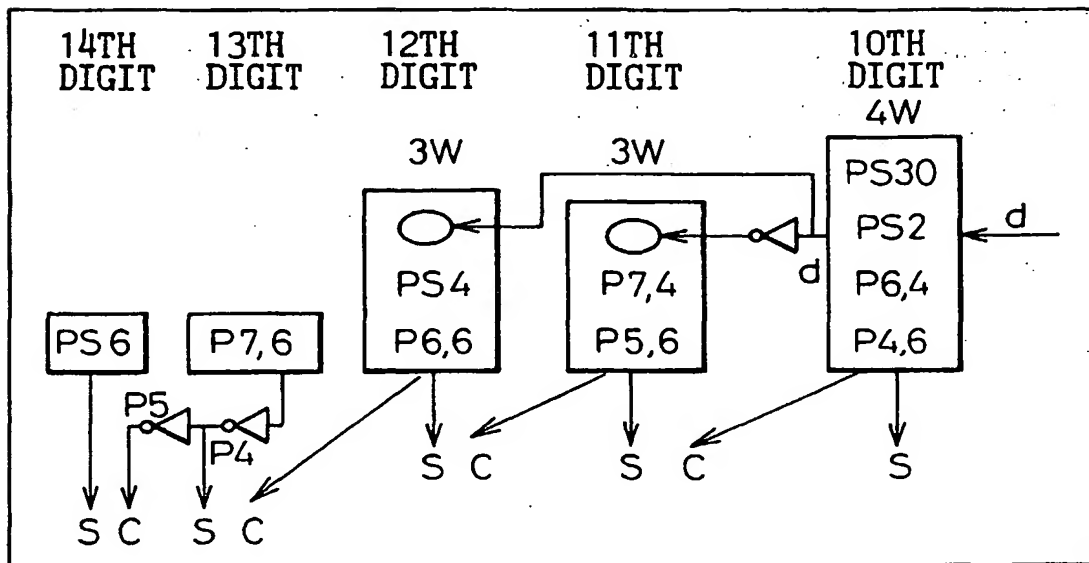 14TH DIGIT
13TH DIGIT
12TH DIGIT
11TH DIGIT
10TH DIGIT
4W
3W
3W
PS30
PS2
P6,4
P4,6
d
d
P7,4
P5,6
PS4
P6,6
PS6
P7,6
P5
P4
S C
S C
S C
S C
S